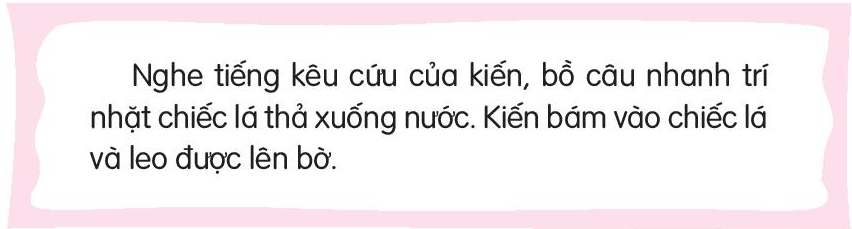 Nghe tiếng kêu cứu của kiến, bồ câu nhanh trí
nhặt chiếc lá thả xuống nước. Kiến bám vào chiếc lá
và leo được lên bờ.